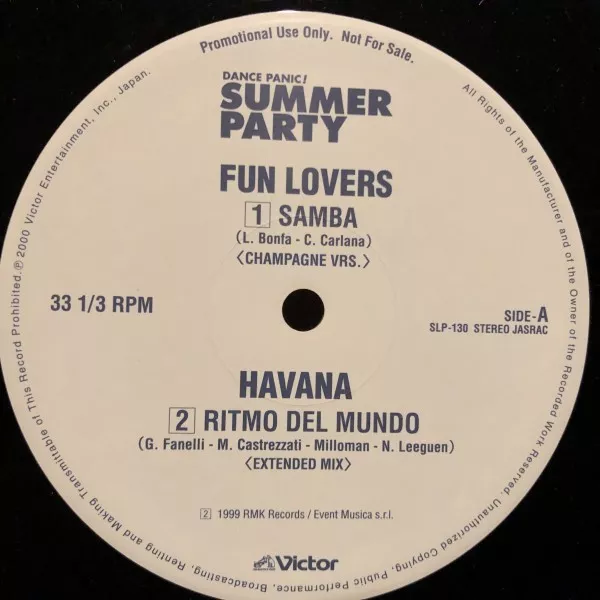 Promotional Use Only. Not For Sale.
DANCE PANIC!
SUMMER
PARTY
FUN LOVERS
1 SAMBA
(L. Bonfa - C. Carlana)
〈CHAMPAGNE VRS.〉
33 1/3 RPM
SIDE-A
SLP-130 STEREO JASRAC
HAVANA
2 RITMO DEL MUNDO
(G. Fanelli - M. Castrezzati - Milloman - N. Leeguen)
〈EXTENDED MIX〉
2 1999 RMK Records / Event Musica s.r.l.
Victor
All Rights of the Manufacturer and of the Owner of the Recorded Work Reserved. Unauthorized Copying, Public Performance, Broadcasting, Renting and Making Transmittable of This Record Prohibited. ℗ 2000 Victor Entertainment, Inc., Japan.